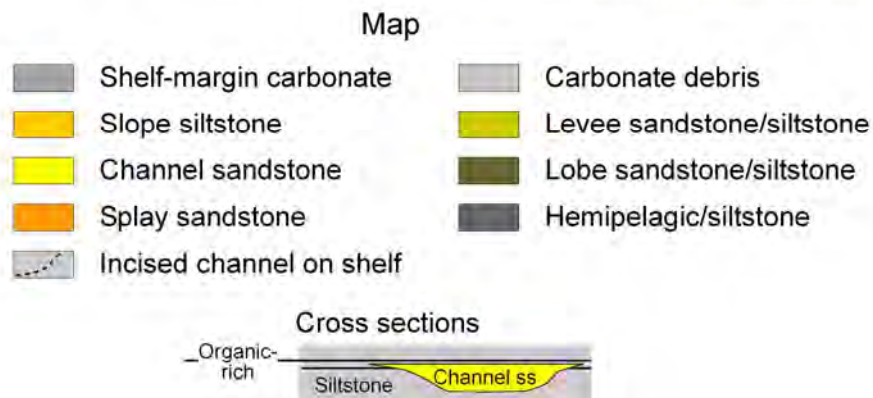 Map
Shelf-margin carbonate
Carbonate debris
Slope siltstone
Levee sandstone/siltstone
Channel sandstone
Lobe sandstone/siltstone
Splay sandstone
Hemipelagic/siltstone
Incised channel on shelf
Cross sections
Organic-
rich
Siltstone
Channel ss